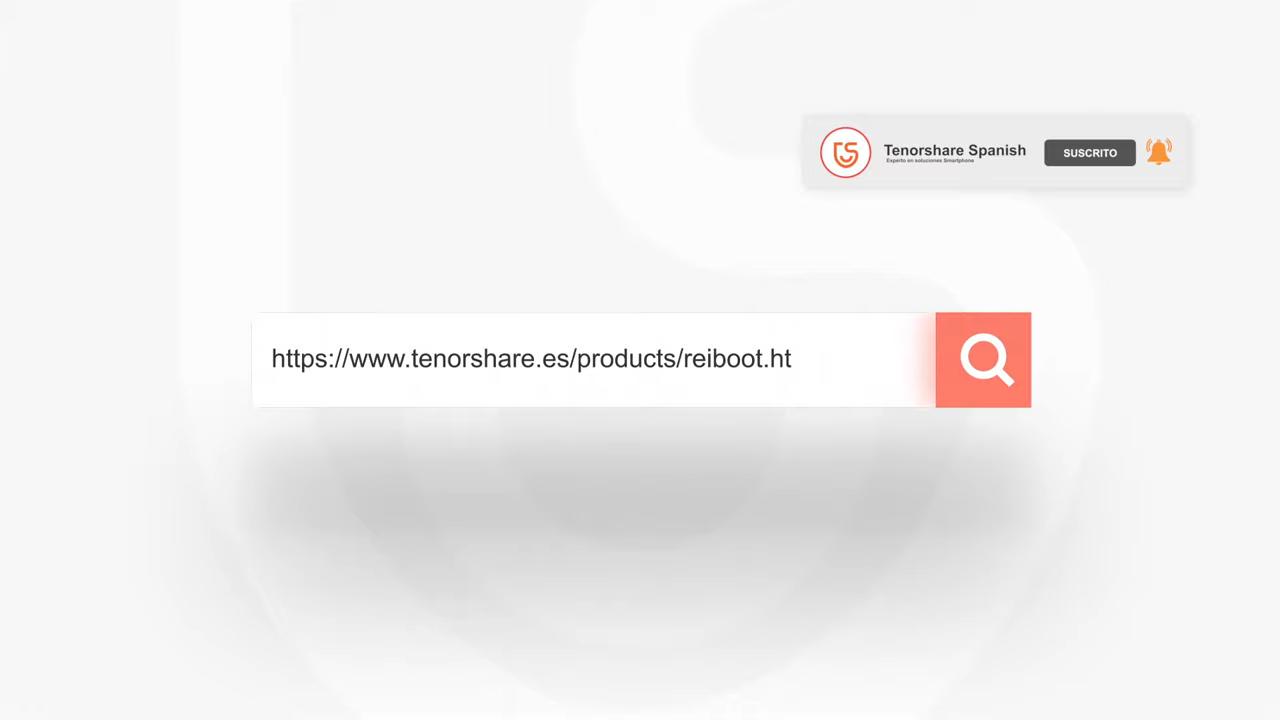 Tenorshare Spanish
Experto en soluciones Smartphone
SUSCRITO
https://www.tenorshare.es/products/reiboot.ht